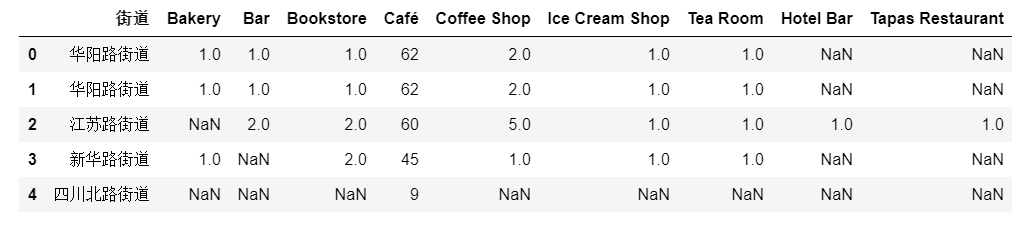 街道 Bakery Bar Bookstore Café Coffee Shop Ice Cream Shop Tea Room Hotel Bar Tapas Restaurant
0 华阳路街道 1.0 1.0 1.0 62 2.0 1.0 1.0 NaN NaN
1 华阳路街道 1.0 1.0 1.0 62 2.0 1.0 1.0 NaN NaN
2 江苏路街道 NaN 2.0 2.0 60 5.0 1.0 1.0 1.0 1.0
3 新华路街道 1.0 NaN 2.0 45 1.0 1.0 1.0 NaN NaN
4 四川北路街道 NaN NaN NaN 9 NaN NaN NaN NaN NaN